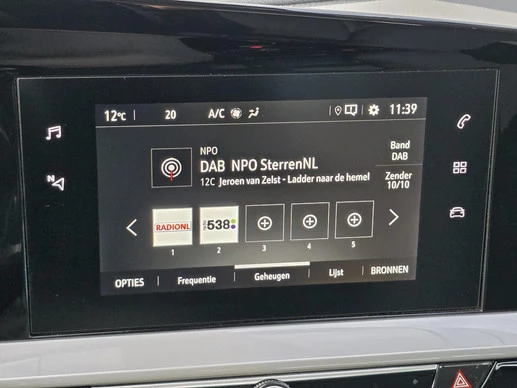 12°C 20 A/C 11:39
N
NPO
DAB NPO SterrenNL
12C Jeroen van Zelst - Ladder naar de hemel
Band
DAB
Zender
10/10
RADIONL
538
1 2 3 4 5
OPTIES Frequentie Geheugen Lijst BRONNEN